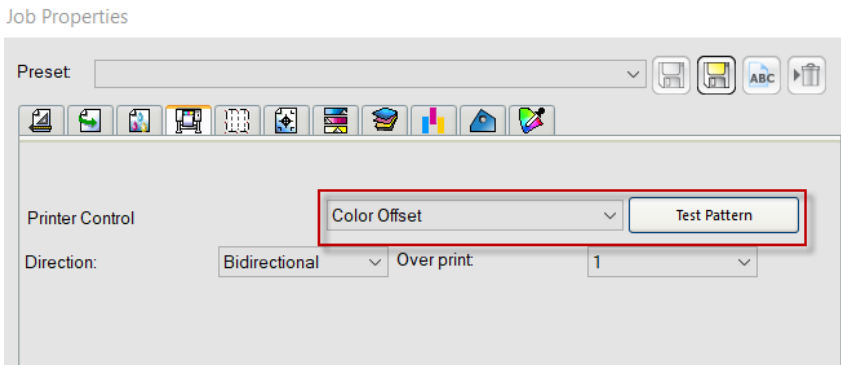 Job Properties
Preset:
ABC
Printer Control Color Offset Test Pattern
Direction: Bidirectional Over print: 1